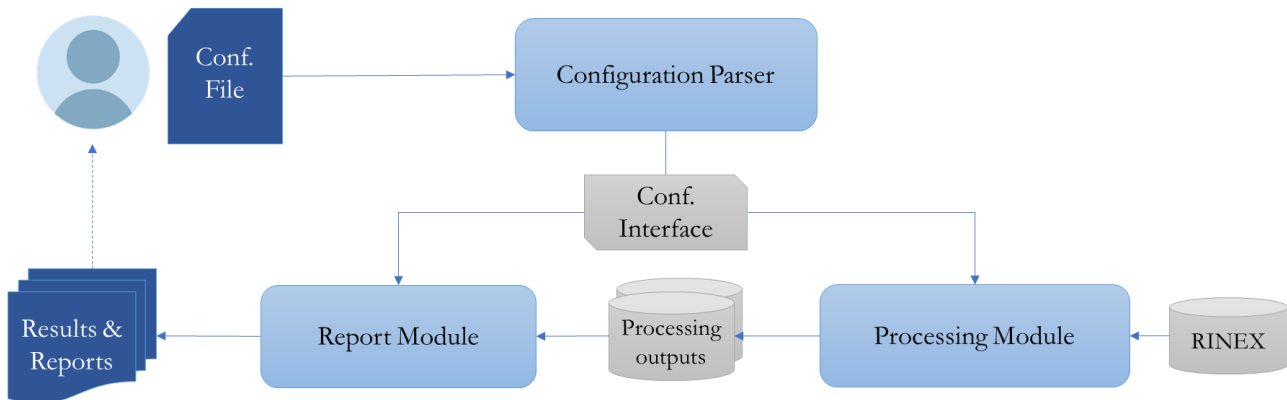 Conf.
File
Configuration Parser
Conf.
Interface
Results &
Reports
Report Module
Processing
outputs
Processing Module
RINEX